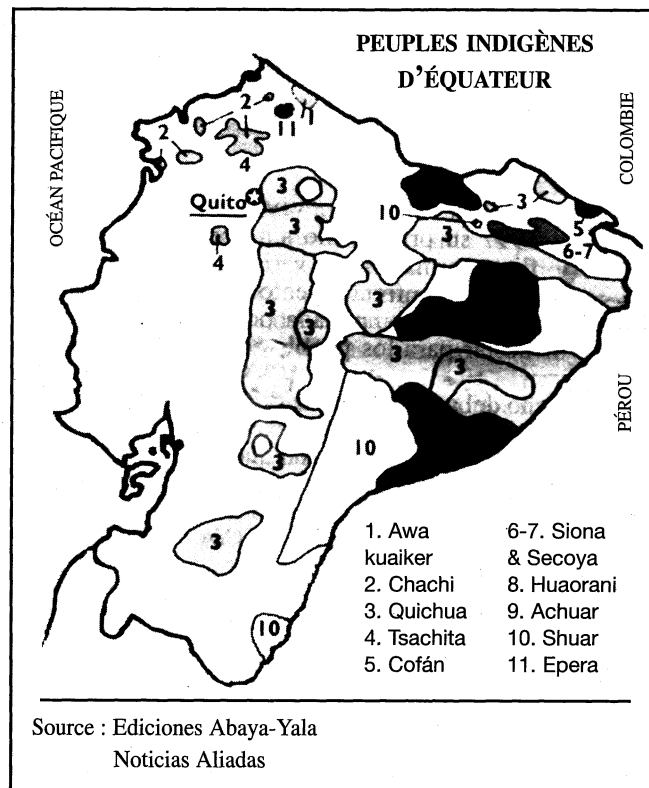 PEUPLES INDIGÈNES
D'ÉQUATEUR
OCÉAN PACIFIQUE
COLOMBIE
PÉROU
2
11
1
2
4
3
Quito
3
4
3
10
3
5
6-7
3
3
3
3
3
10
3
3
10
1. Awa
kuaiker
2. Chachi
3. Quichua
4. Tsachita
5. Cofán
6-7. Siona
& Secoya
8. Huaorani
9. Achuar
10. Shuar
11. Epera
Source : Ediciones Abaya-Yala
Noticias Aliadas